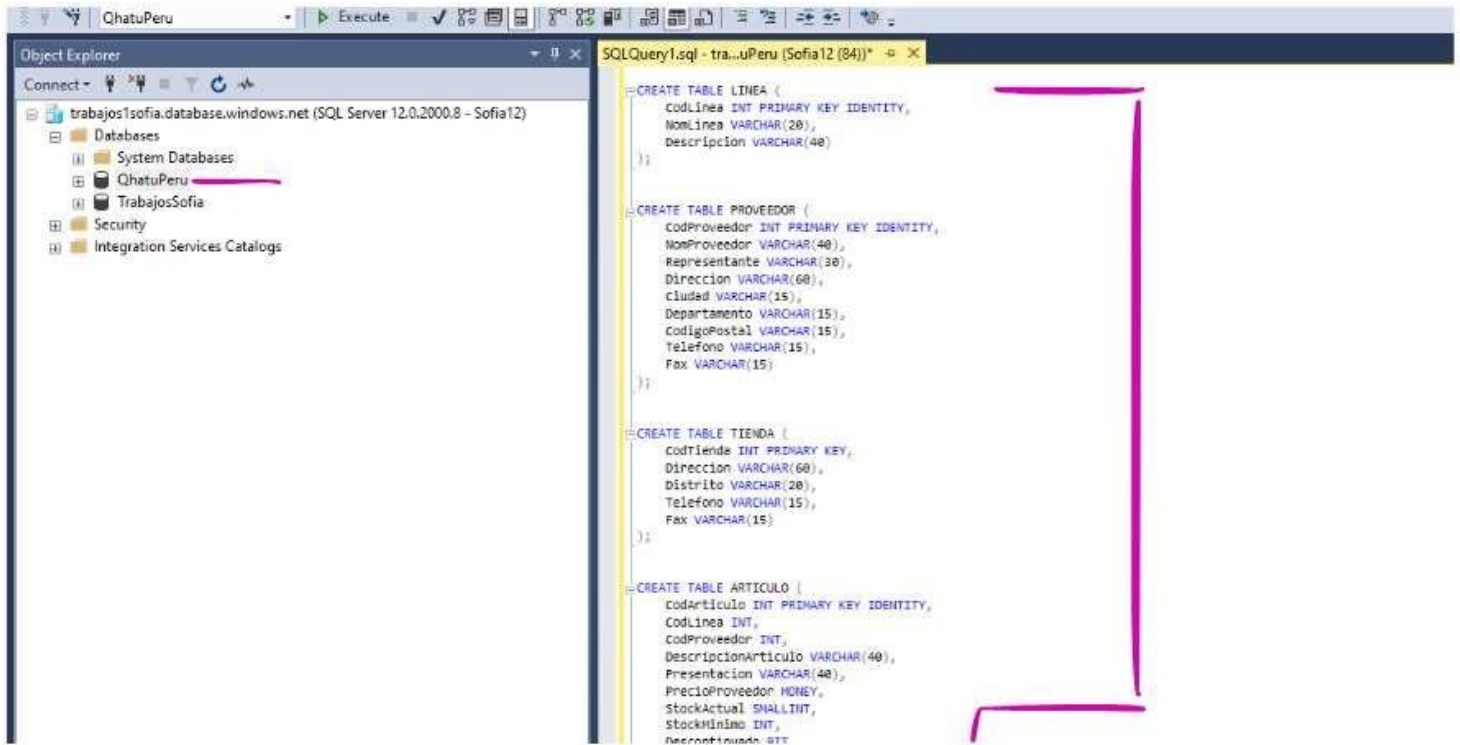 QhatuPeru
Execute
Object Explorer
Connect
trabajos1sofia.database.windows.net (SQL Server 12.0.2000.8 - Sofia12)
Databases
System Databases
QhatuPeru
TrabajosSofia
Security
Integration Services Catalogs
SQLQuery1.sql - tra...uPeru (Sofia12 (84))*
CREATE TABLE LINEA (
CodLinea INT PRIMARY KEY IDENTITY,
NomLinea VARCHAR(20),
Descripcion VARCHAR(40)
);
CREATE TABLE PROVEEDOR (
CodProveedor INT PRIMARY KEY IDENTITY,
NomProveedor VARCHAR(40),
Representante VARCHAR(30),
Direccion VARCHAR(60),
Ciudad VARCHAR(15),
Departamento VARCHAR(15),
CodigoPostal VARCHAR(15),
Telefono VARCHAR(15),
Fax VARCHAR(15)
);
CREATE TABLE TIENDA (
CodTienda INT PRIMARY KEY,
Direccion VARCHAR(60),
Distrito VARCHAR(20),
Telefono VARCHAR(15),
Fax VARCHAR(15)
);
CREATE TABLE ARTICULO (
CodArticulo INT PRIMARY KEY IDENTITY,
CodLinea INT,
CodProveedor INT,
DescripcionArticulo VARCHAR(40),
Presentacion VARCHAR(40),
PrecioProveedor MONEY,
StockActual SMALLINT,
StockMinimo INT,
Descontinuado BIT